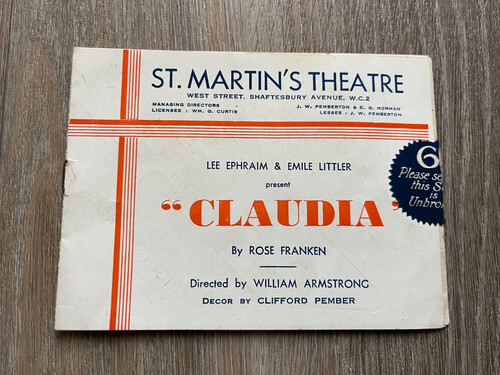 ST. MARTIN'S THEATRE
WEST STREET, SHAFTESBURY AVENUE, W.C.2
MANAGING DIRECTORS J. W. PEMBERTON & E. G. NORMAN
LICENSEE : WM. G. CURTIS LESSEE : J. W. PEMBERTON
LEE EPHRAIM & EMILE LITTLER
present
"CLAUDIA"
By ROSE FRANKEN
Directed by WILLIAM ARMSTRONG
DECOR BY CLIFFORD PEMBER
6
Please se
this S
is
Unbro